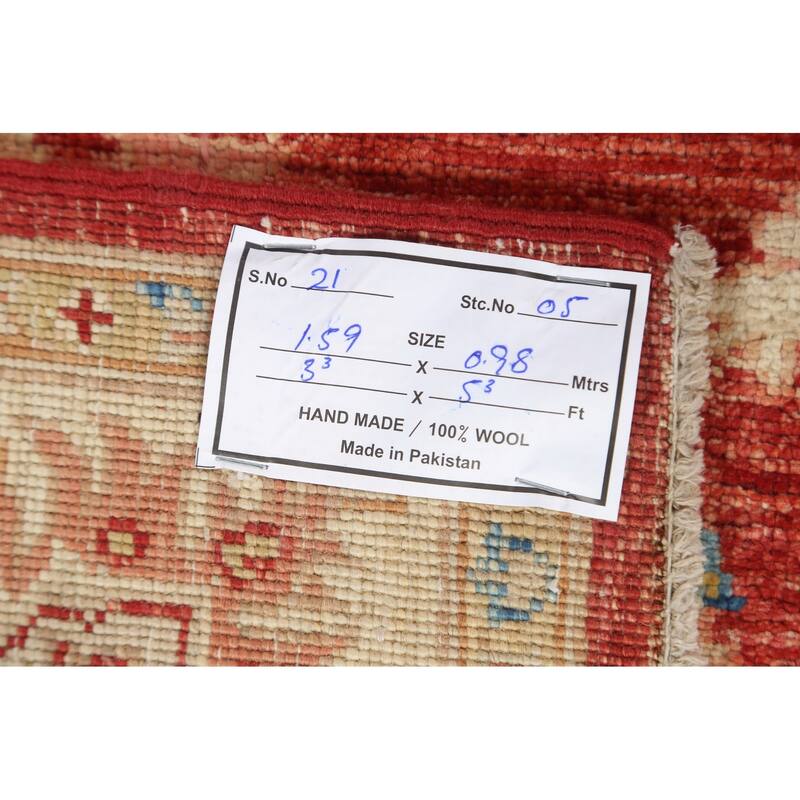 S.No 21 Stc.No 05
1.59 SIZE 0.98
X Mtrs
3³ X 5³ Ft
HAND MADE / 100% WOOL
Made in Pakistan